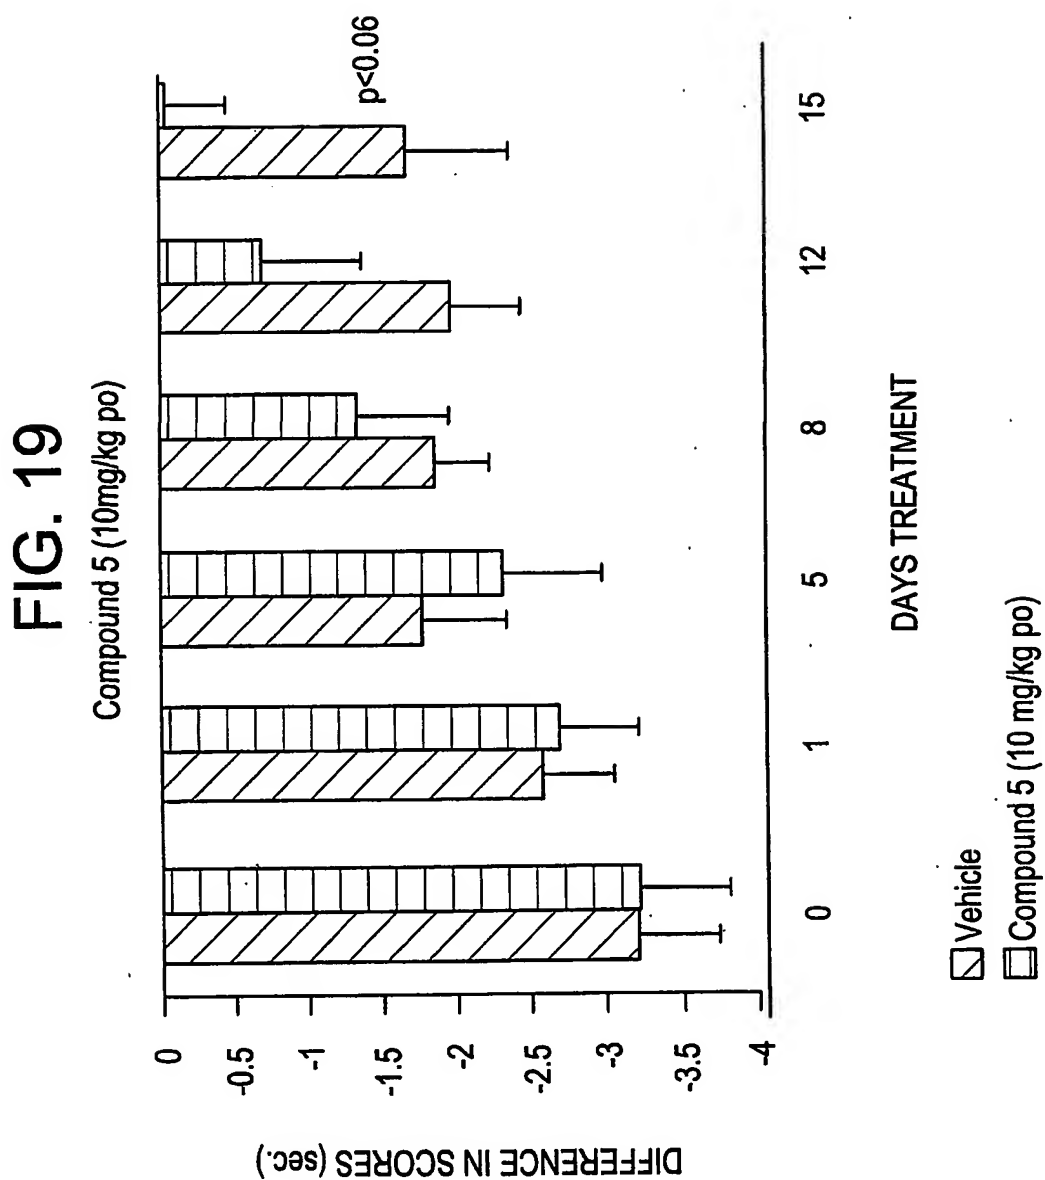 FIG. 19
Compound 5 (10mg/kg po)
DIFFERENCE IN SCORES (sec.)
0
-0.5
-1
-1.5
-2
-2.5
-3
-3.5
-4
p<0.06
0 1 5 8 12 15
DAYS TREATMENT
Vehicle
Compound 5 (10 mg/kg po)